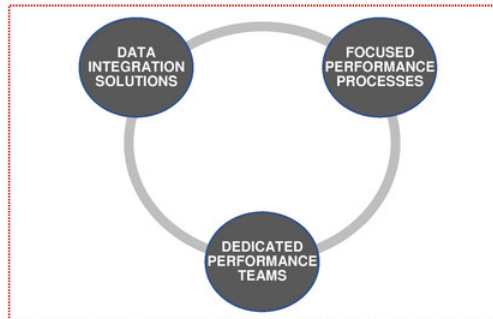 DATA
INTEGRATION
SOLUTIONS
FOCUSED
PERFORMANCE
PROCESSES
DEDICATED
PERFORMANCE
TEAMS